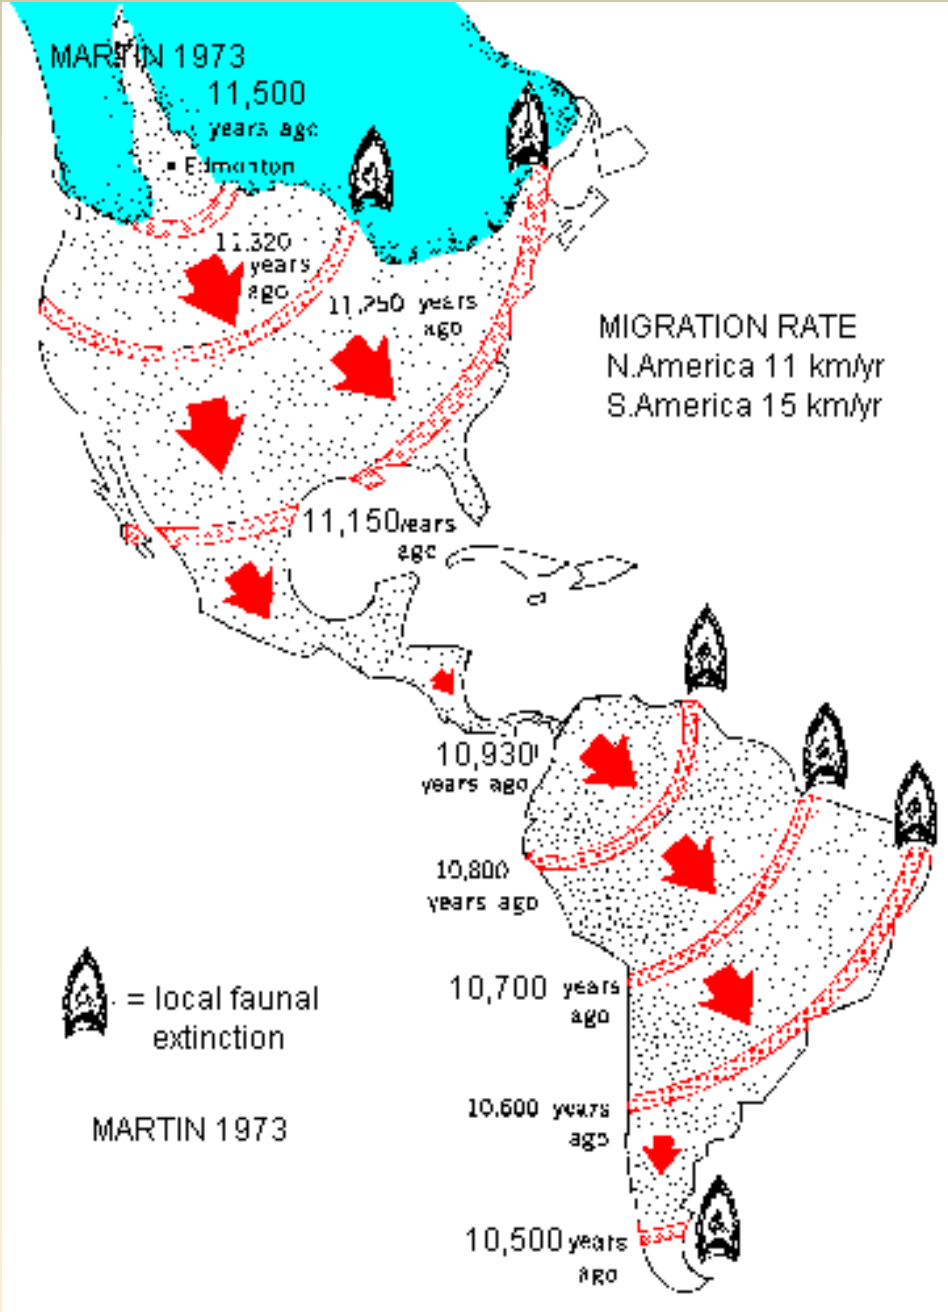 MARTIN 1973
11,500
years ago
Edmonton
11,320
years
ago
11,250 years
ago
MIGRATION RATE
N.America 11 km/yr
S.America 15 km/yr
11,150 years
ago
10,930
years ago
10,800
years ago
10,700 years
ago
= local faunal
extinction
10,600 years
ago
MARTIN 1973
10,500 years
ago